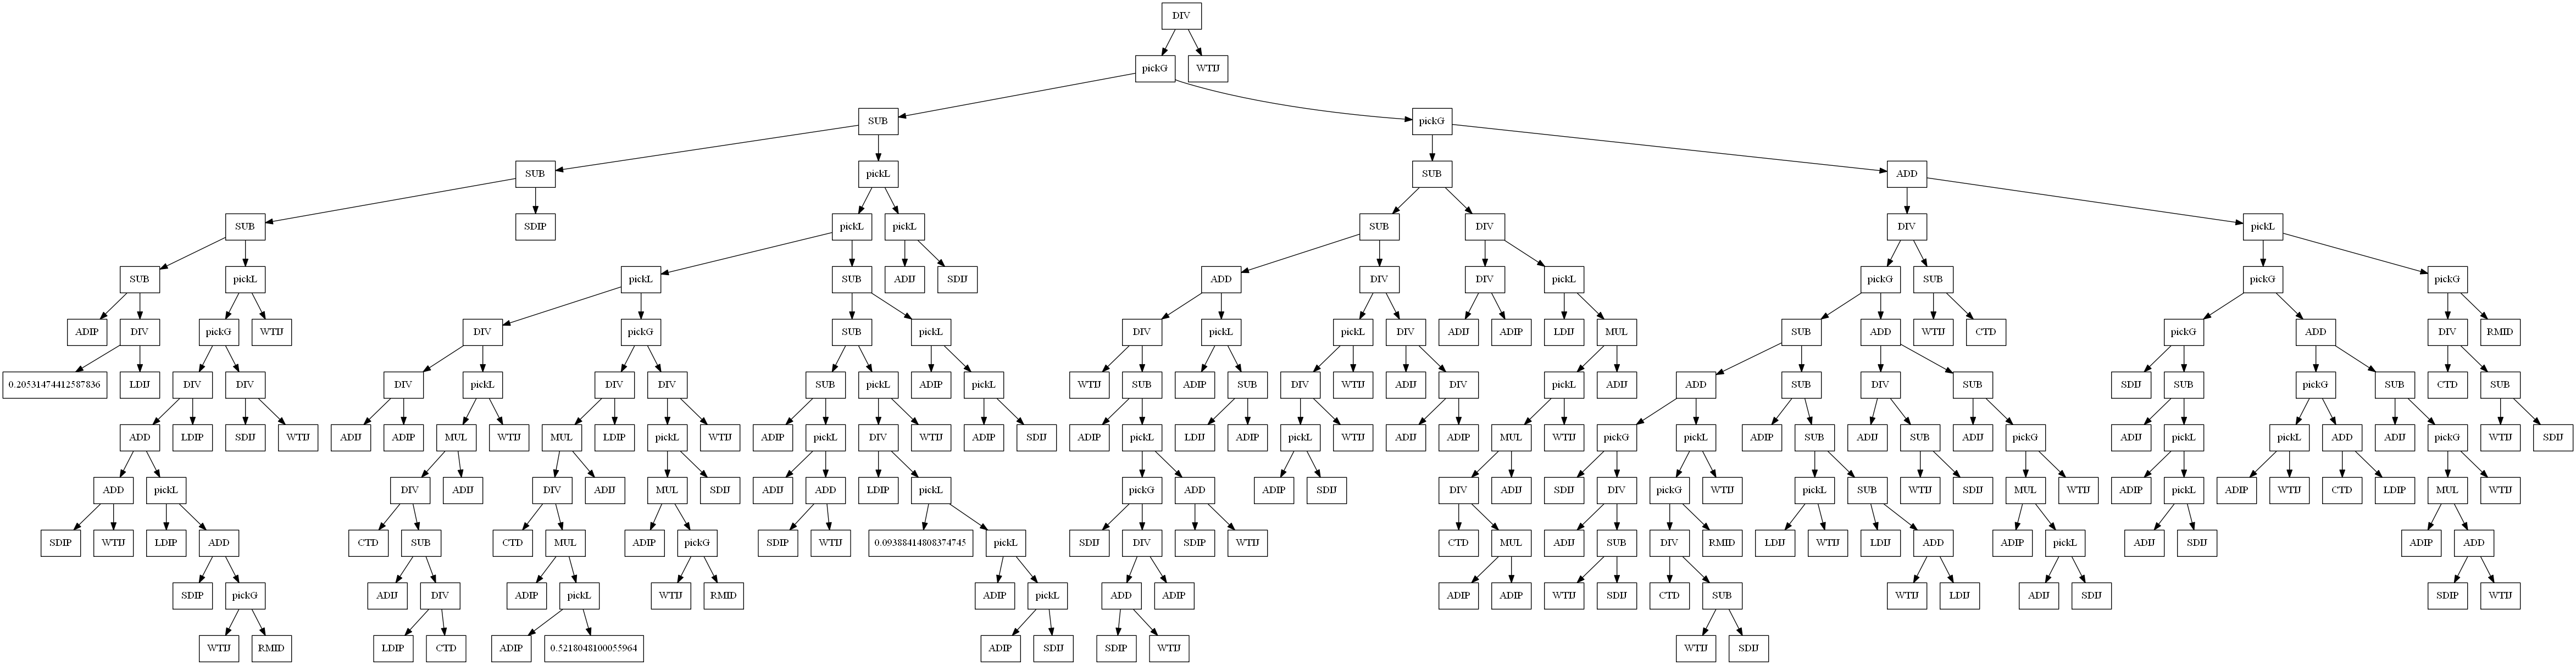 DIV
pickG WTIJ
SUB pickG
SUB pickL SUB ADD
SUB SDIP pickL pickL SUB DIV DIV pickL
SUB pickL pickL SUB ADIJ SDIJ ADD DIV DIV pickL pickG SUB pickG pickG
ADIP DIV pickG WTIJ DIV pickG SUB pickL DIV pickL pickL DIV ADIJ ADIP LDIJ MUL SUB ADD WTIJ CTD pickG ADD DIV RMID
0.20531474412587836 LDIJ DIV DIV DIV pickL DIV DIV SUB pickL ADIP pickL WTIJ SUB ADIP SUB DIV WTIJ ADIJ DIV pickL ADIJ ADD SUB DIV SUB SDIJ SUB pickG SUB CTD SUB
ADD LDIP SDIJ WTIJ ADIJ ADIP MUL WTIJ MUL LDIP pickL WTIJ ADIP pickL DIV WTIJ ADIP SDIJ ADIP pickL LDIJ ADIP pickL WTIJ ADIJ ADIP MUL WTIJ pickG pickL ADIP SUB ADIJ SUB ADIJ pickG ADIJ pickL pickL ADD ADIJ pickG WTIJ SDIJ
ADD pickL DIV ADIJ DIV ADIJ MUL SDIJ ADIJ ADD LDIP pickL pickG ADD ADIP SDIJ DIV ADIJ SDIJ DIV pickG WTIJ pickL SUB WTIJ SDIJ MUL WTIJ ADIP pickL ADIP WTIJ CTD LDIP MUL WTIJ
SDIP WTIJ LDIP ADD CTD SUB CTD MUL ADIP pickG SDIP WTIJ 0.09388414808374745 pickL SDIJ DIV SDIP WTIJ CTD MUL ADIJ SUB DIV RMID LDIJ WTIJ LDIJ ADD ADIP pickL ADIJ SDIJ ADIP ADD
SDIP pickG ADIJ DIV ADIP pickL WTIJ RMID ADIP pickL ADD ADIP ADIP ADIP WTIJ SDIJ CTD SUB WTIJ LDIJ ADIJ SDIJ SDIP WTIJ
WTIJ RMID LDIP CTD ADIP 0.5218048100055964 ADIP SDIJ SDIP WTIJ WTIJ SDIJ